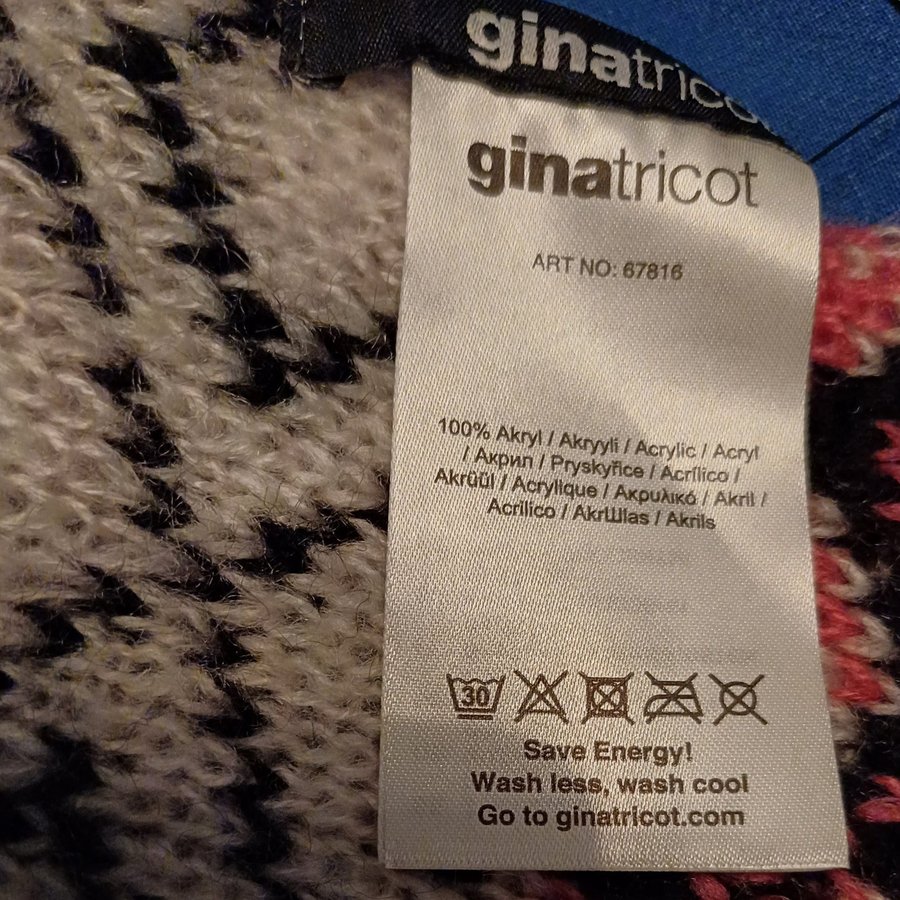 ginatrico
ginatricot
ART NO: 67816
100% Akryl / Akryyli / Acrylic / Acryl
/ Акрил / Pryskyřice / Acrílico /
Akrüül / Acrylique / Ακρυλικό / Akril /
Acrilico / AkrШlas / Akrils
30
Save Energy!
Wash less, wash cool
Go to ginatricot.com